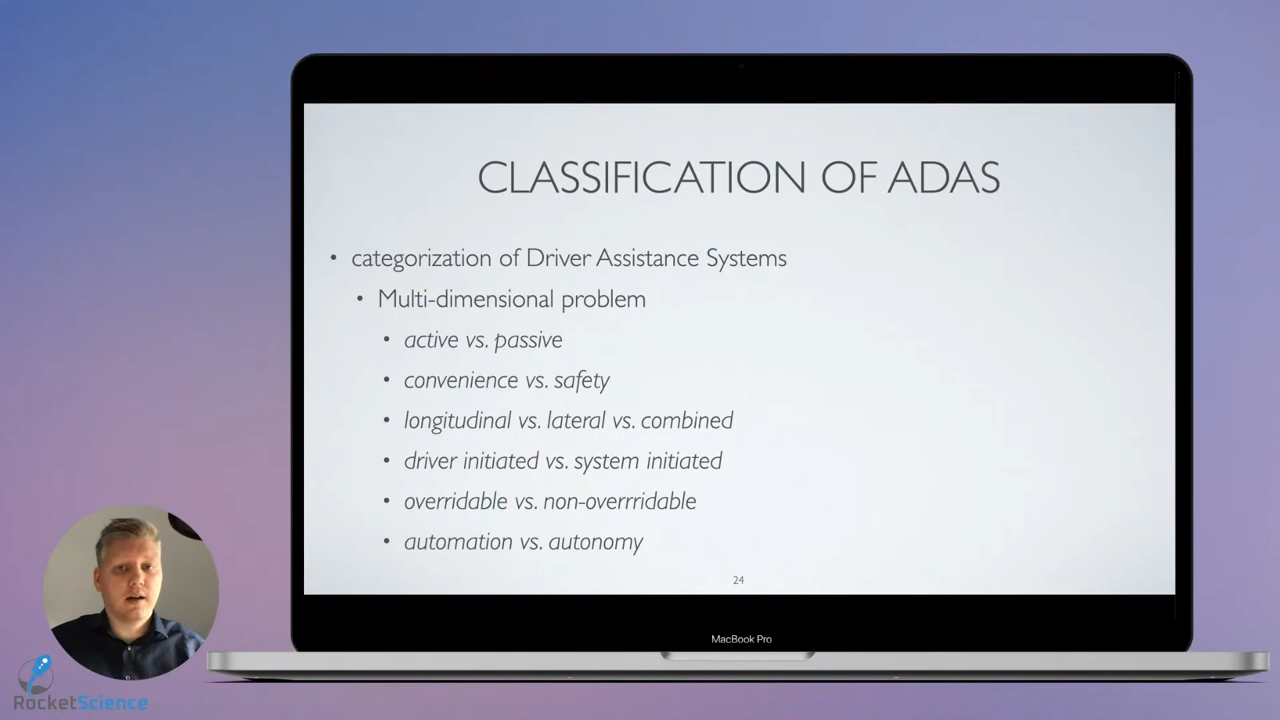 CLASSIFICATION OF ADAS
• categorization of Driver Assistance Systems
• Multi-dimensional problem
• active vs. passive
• convenience vs. safety
• longitudinal vs. lateral vs. combined
• driver initiated vs. system initiated
• overridable vs. non-overrridable
• automation vs. autonomy
24
MacBook Pro
RocketScience